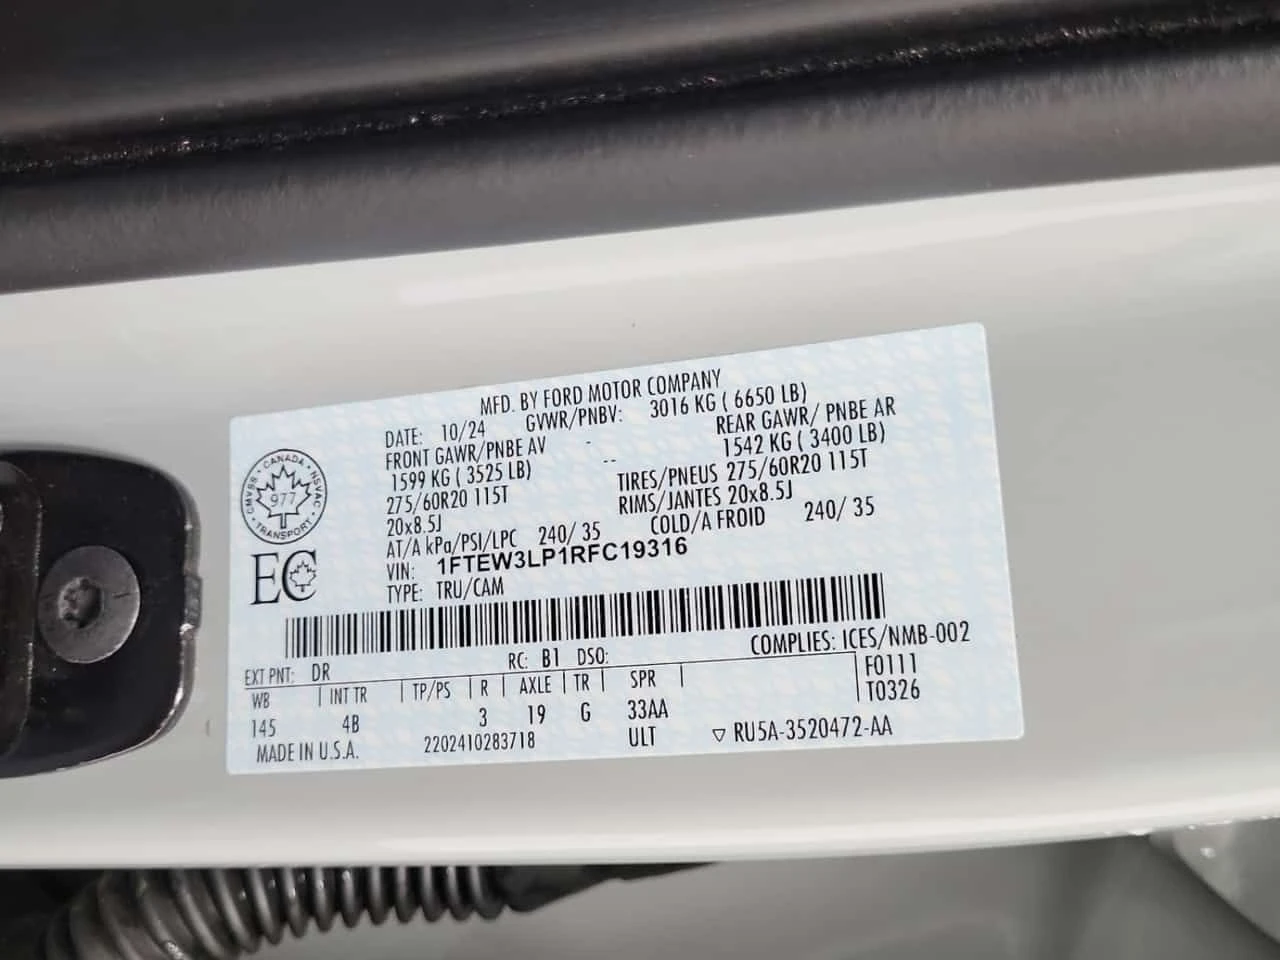 MFD. BY FORD MOTOR COMPANY
DATE: 10/24 GVWR/PNBV: 3016 KG ( 6650 LB)
FRONT GAWR/PNBE AV - REAR GAWR/ PNBE AR
1599 KG ( 3525 LB) -- 1542 KG ( 3400 LB)
275/60R20 115T TIRES/PNEUS 275/60R20 115T
20x8.5J RIMS/JANTES 20x8.5J
AT/A kPa/PSI/LPC 240/ 35 COLD/A FROID 240/ 35
VIN: 1FTEW3LP1RFC19316
TYPE: TRU/CAM
CANADA
CMVSS · NSVAC
977
TRANSPORT
EC
COMPLIES: ICES/NMB-002
EXT PNT: DR RC: B1 DSO: F0111
WB INT TR TP/PS R AXLE TR SPR T0326
145 4B 3 19 G 33AA
MADE IN U.S.A. 2202410283718 ULT ▽ RU5A-3520472-AA